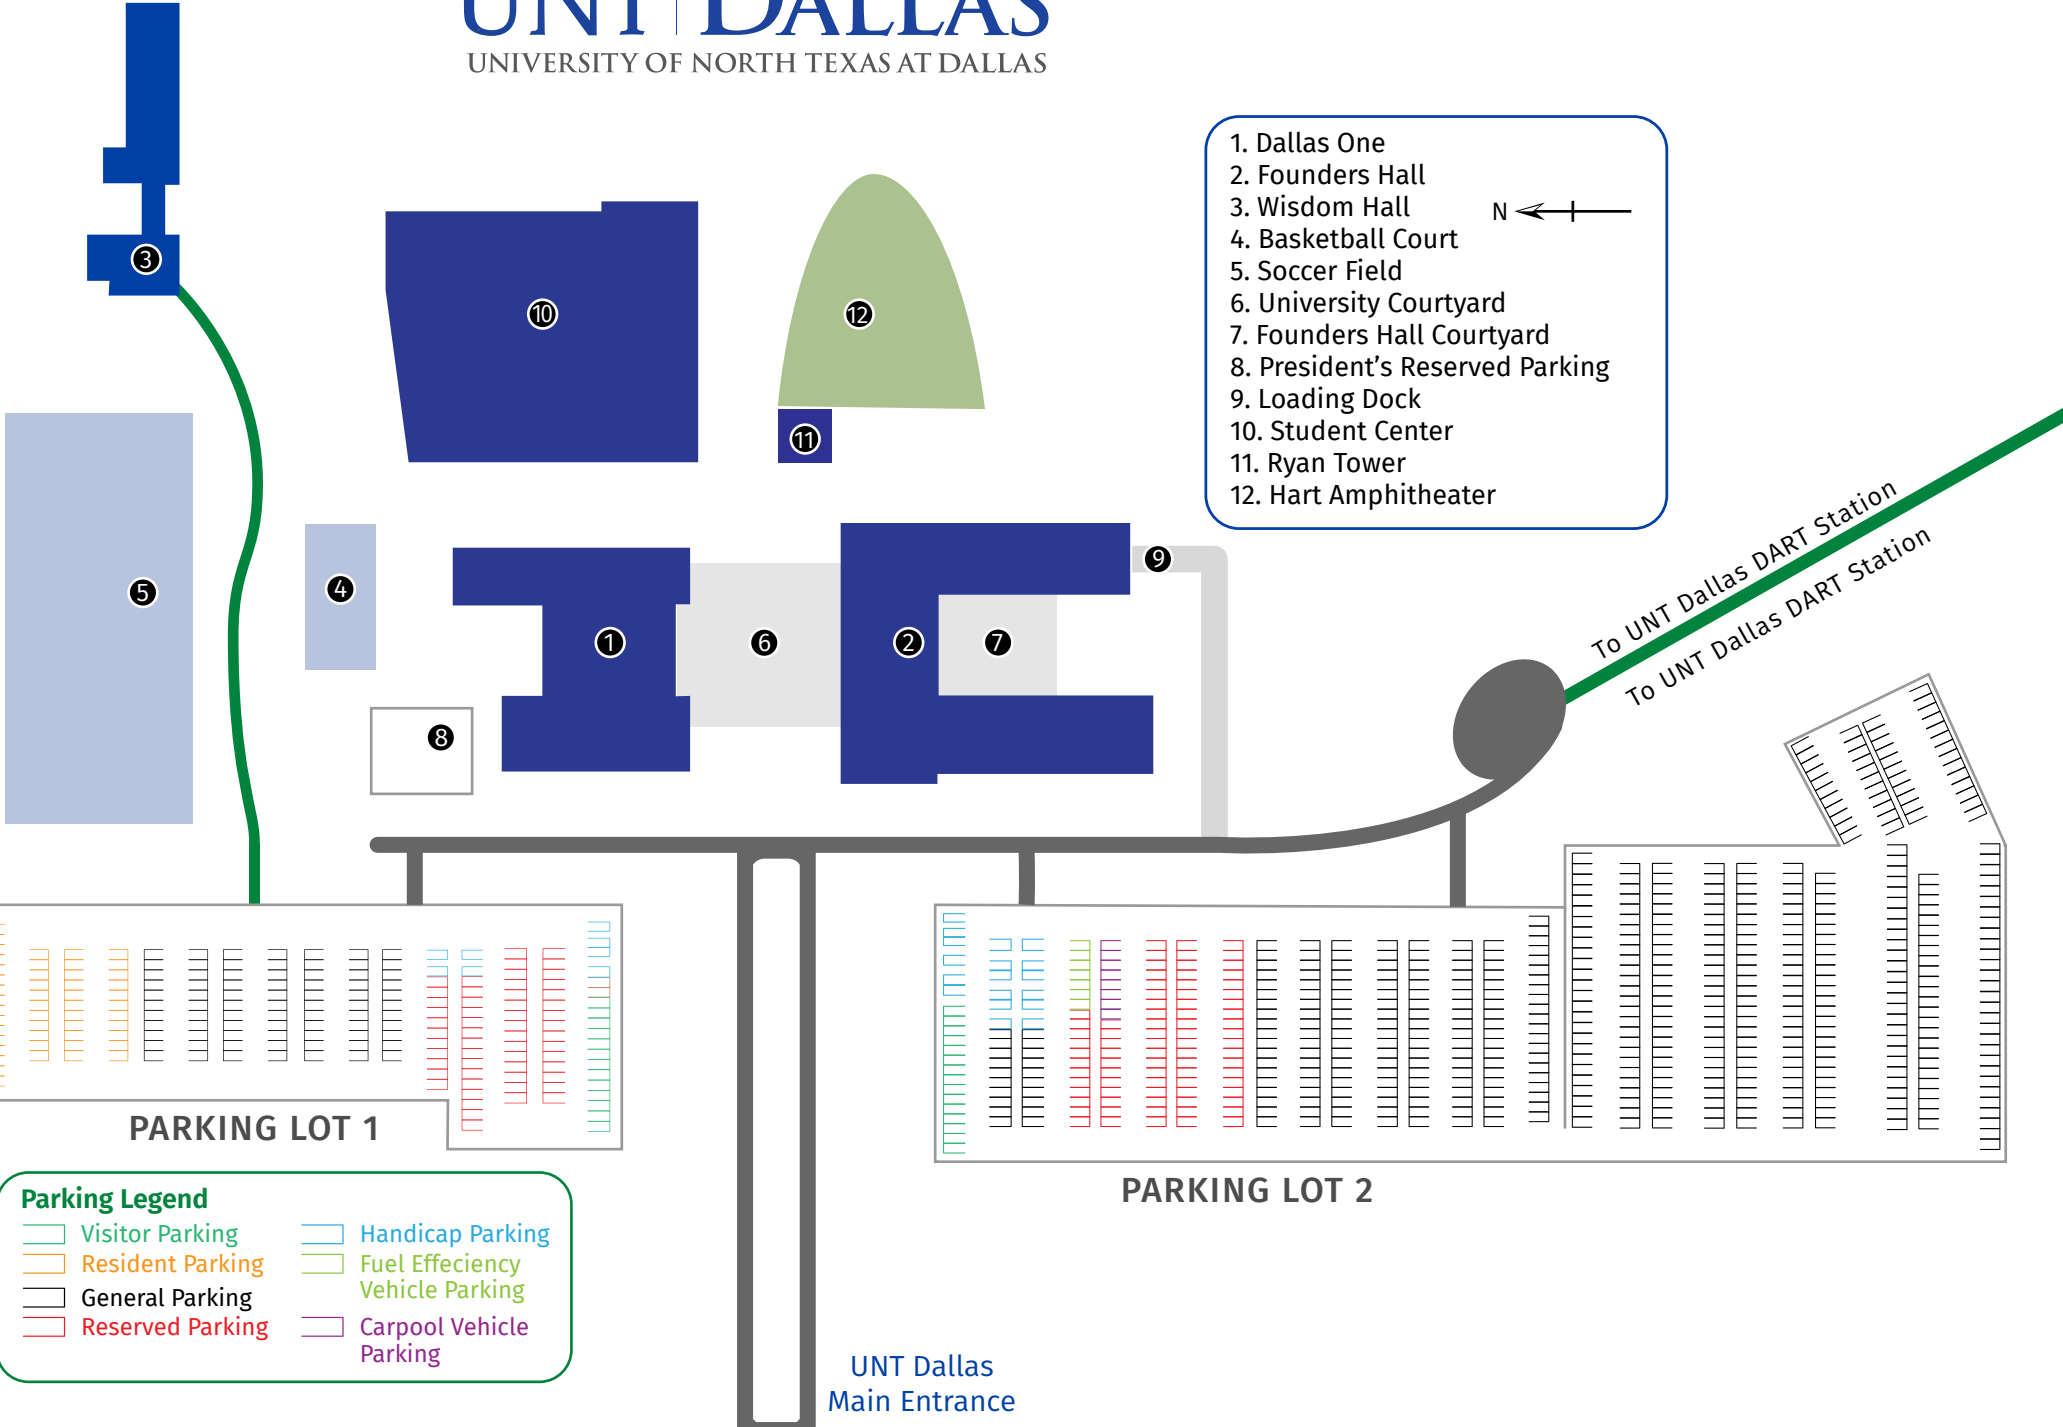 UNT DALLAS
UNIVERSITY OF NORTH TEXAS AT DALLAS
1. Dallas One
2. Founders Hall
3. Wisdom Hall
4. Basketball Court
5. Soccer Field
6. University Courtyard
7. Founders Hall Courtyard
8. President’s Reserved Parking
9. Loading Dock
10. Student Center
11. Ryan Tower
12. Hart Amphitheater
N
3
10
12
11
5
4
1
6
2
7
9
8
To UNT Dallas DART Station
To UNT Dallas DART Station
PARKING LOT 1
PARKING LOT 2
Parking Legend
Visitor Parking
Resident Parking
General Parking
Reserved Parking
Handicap Parking
Fuel Effeciency
Vehicle Parking
Carpool Vehicle
Parking
UNT Dallas
Main Entrance